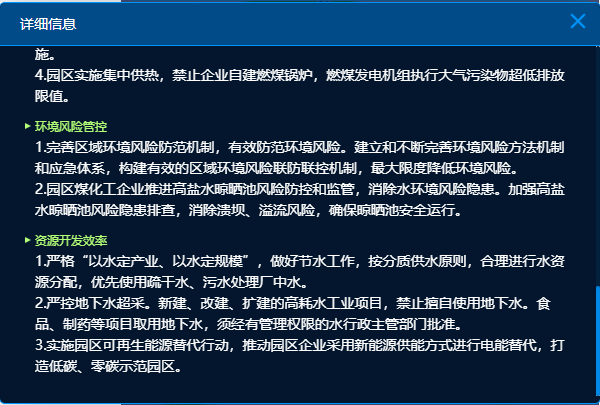 详细信息
施。
4.园区实施集中供热，禁止企业自建燃煤锅炉，燃煤发电机组执行大气污染物超低排放
限值。
环境风险管控
1.完善区域环境风险防范机制，有效防范环境风险。建立和不断完善环境风险方法机制
和应急体系，构建有效的区域环境风险联防联控机制，最大限度降低环境风险。
2.园区煤化工企业推进高盐水晾晒池风险防控和监管，消除水环境风险隐患。加强高盐
水晾晒池风险隐患排查，消除溃坝、溢流风险，确保晾晒池安全运行。
资源开发效率
1.严格“以水定产业、以水定规模”，做好节水工作，按分质供水原则，合理进行水资
源分配，优先使用疏干水、污水处理厂中水。
2.严控地下水超采。新建、改建、扩建的高耗水工业项目，禁止擅自使用地下水。食
品、制药等项目取用地下水，须经有管理权限的水行政主管部门批准。
3.实施园区可再生能源替代行动，推动园区企业采用新能源供能方式进行电能替代，打
造低碳、零碳示范园区。